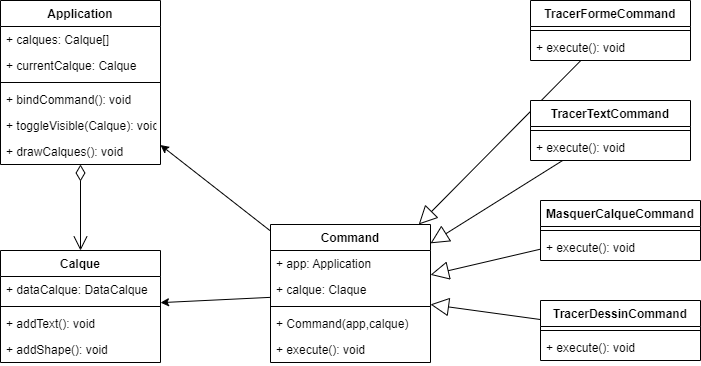 Application
+ calques: Calque[]
+ currentCalque: Calque
+ bindCommand(): void
+ toggleVisible(Calque): void
+ drawCalques(): void
Calque
+ dataCalque: DataCalque
+ addText(): void
+ addShape(): void
Command
+ app: Application
+ calque: Claque
+ Command(app,calque)
+ execute(): void
TracerFormeCommand
+ execute(): void
TracerTextCommand
+ execute(): void
MasquerCalqueCommand
+ execute(): void
TracerDessinCommand
+ execute(): void